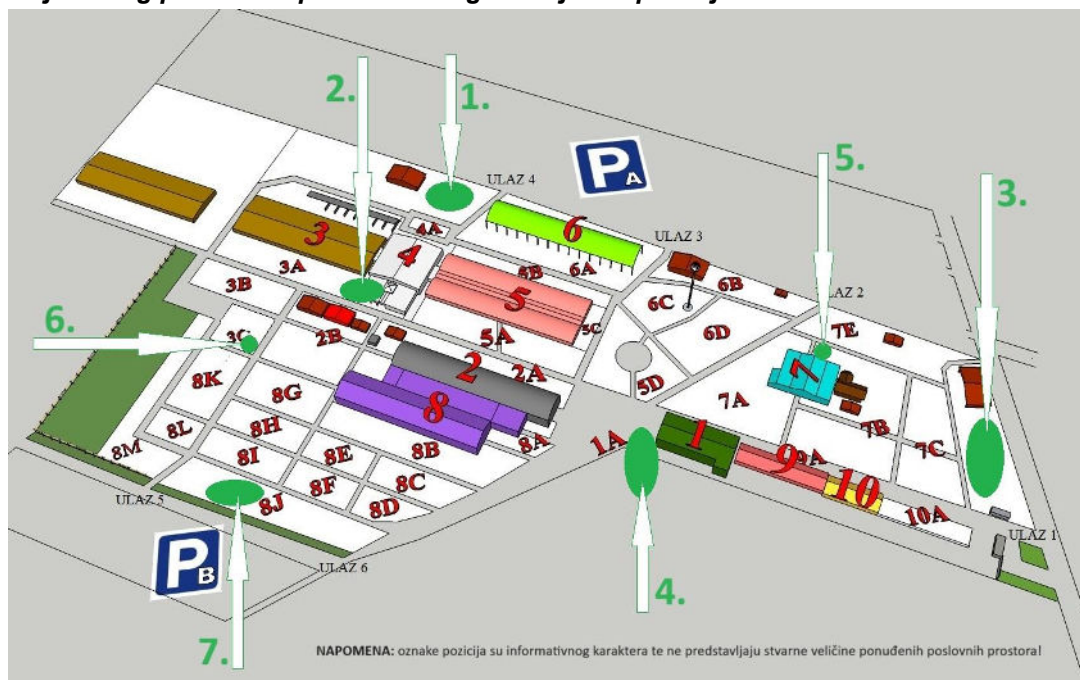 2.
1.
ULAZ 4
P A
5.
3.
3
4A
4
6
ULAZ 3
3A
6A
6B
3B
5
6C
ULAZ 2
6.
3C
2B
5A
5C
6D
7E
8K
2
2A
5D
7
7A
8G
8
7B
8L
8H
8A
1A
1
7C
8M
8I
8E
8B
9
9A
10
8F
8C
10A
ULAZ 5
8J
8D
ULAZ 1
P B
ULAZ 6
4.
7.
NAPOMENA: oznake pozicija su informativnog karaktera te ne predstavljaju stvarne veličine ponuđenih poslovnih prostora!